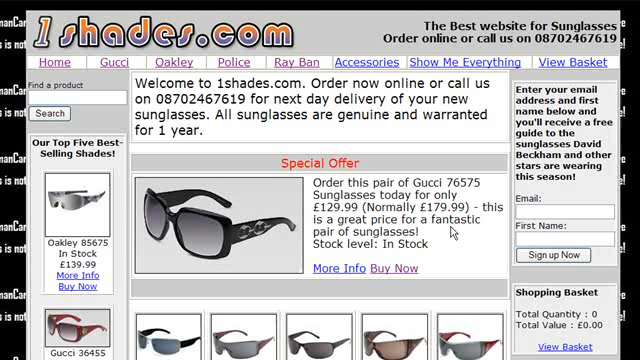 1shades.com
The Best website for Sunglasses
Order online or call us on 08702467619
Home Gucci Oakley Police Ray Ban Accessories Show Me Everything View Basket
Find a product
Search
Our Top Five Best-
Selling Shades!
Oakley 85675
In Stock
£139.99
More Info
Buy Now
Gucci 36455
Welcome to 1shades.com. Order now online or call us
on 08702467619 for next day delivery of your new
sunglasses. All sunglasses are genuine and warranted
for 1 year.
Special Offer
Order this pair of Gucci 76575
Sunglasses today for only
£129.99 (Normally £179.99) - this
is a great price for a fantastic
pair of sunglasses!
Stock level: In Stock
More Info Buy Now
Enter your email
address and first
name below and
you'll receive a free
guide to the
sunglasses David
Beckham and other
stars are wearing
this season!
Email:
First Name:
Sign up Now
Shopping Basket
Total Quantity : 0
Total Value : £0.00
View Basket